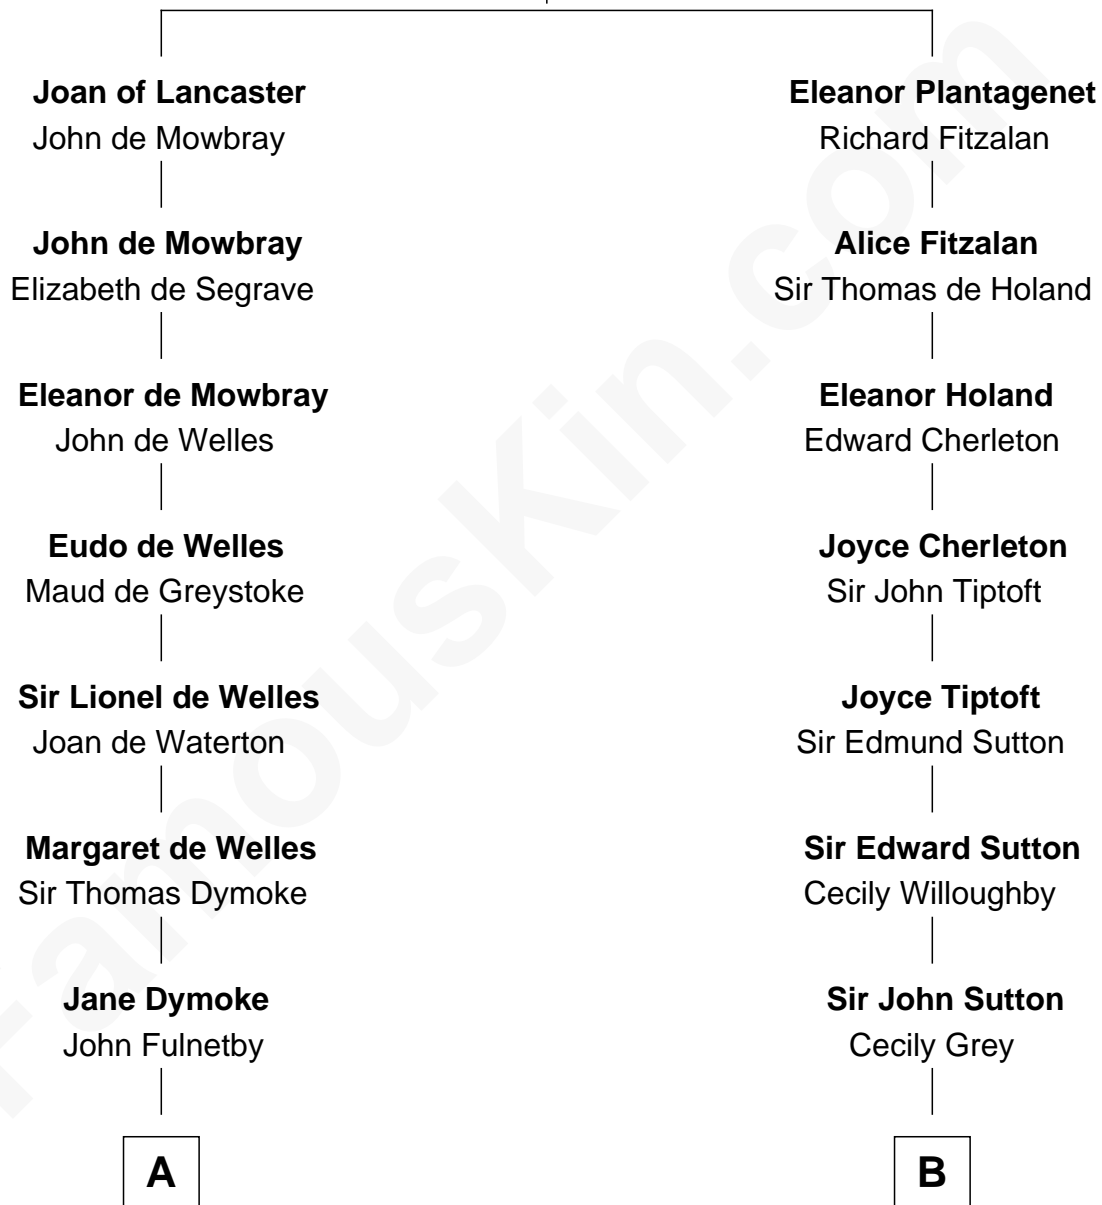 Joan of Lancaster
John de Mowbray
John de Mowbray
Elizabeth de Segrave
Eleanor de Mowbray
John de Welles
Eudo de Welles
Maud de Greystoke
Sir Lionel de Welles
Joan de Waterton
Margaret de Welles
Sir Thomas Dymoke
Jane Dymoke
John Fulnetby
A
Eleanor Plantagenet
Richard Fitzalan
Alice Fitzalan
Sir Thomas de Holand
Eleanor Holand
Edward Cherleton
Joyce Cherleton
Sir John Tiptoft
Joyce Tiptoft
Sir Edmund Sutton
Sir Edward Sutton
Cecily Willoughby
Sir John Sutton
Cecily Grey
B
FamousKin.com